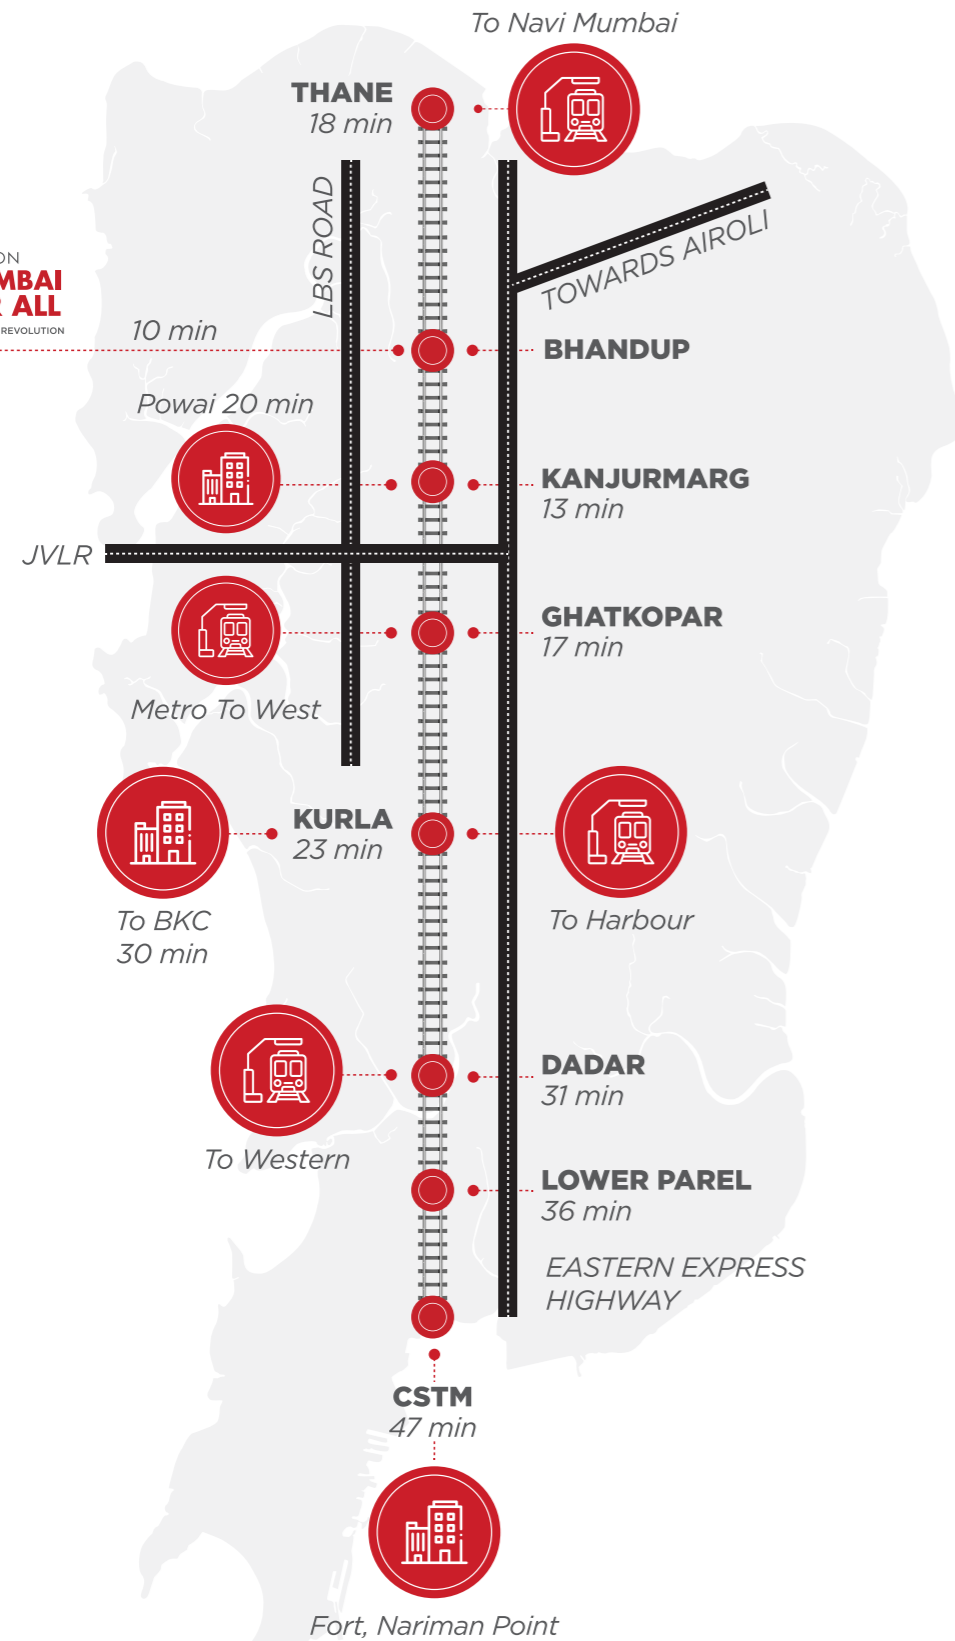 To Navi Mumbai
THANE
18 min
LBS ROAD
TOWARDS AIROLI
ALL
REVOLUTION
10 min
BHANDUP
Powai 20 min
KANJURMARG
13 min
JVLR
GHATKOPAR
17 min
Metro To West
KURLA
23 min
To BKC
30 min
To Harbour
DADAR
31 min
To Western
LOWER PAREL
36 min
EASTERN EXPRESS
HIGHWAY
CSTM
47 min
Fort, Nariman Point